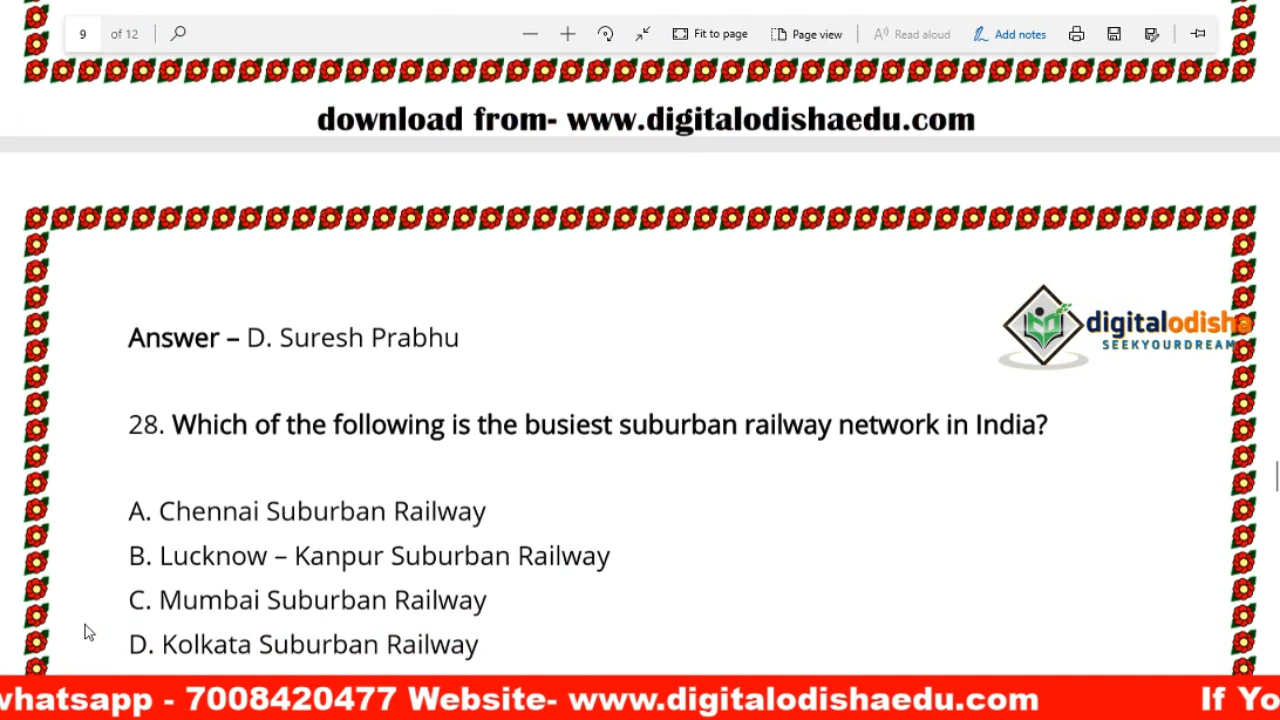 9 of 12 Fit to page Page view Read aloud Add notes
download from- www.digitalodishaedu.com
digitalodisha
SEEKYOURDREAM
Answer – D. Suresh Prabhu
28. Which of the following is the busiest suburban railway network in India?
A. Chennai Suburban Railway
B. Lucknow – Kanpur Suburban Railway
C. Mumbai Suburban Railway
D. Kolkata Suburban Railway
whatsapp - 7008420477 Website- www.digitalodishaedu.com If Yo